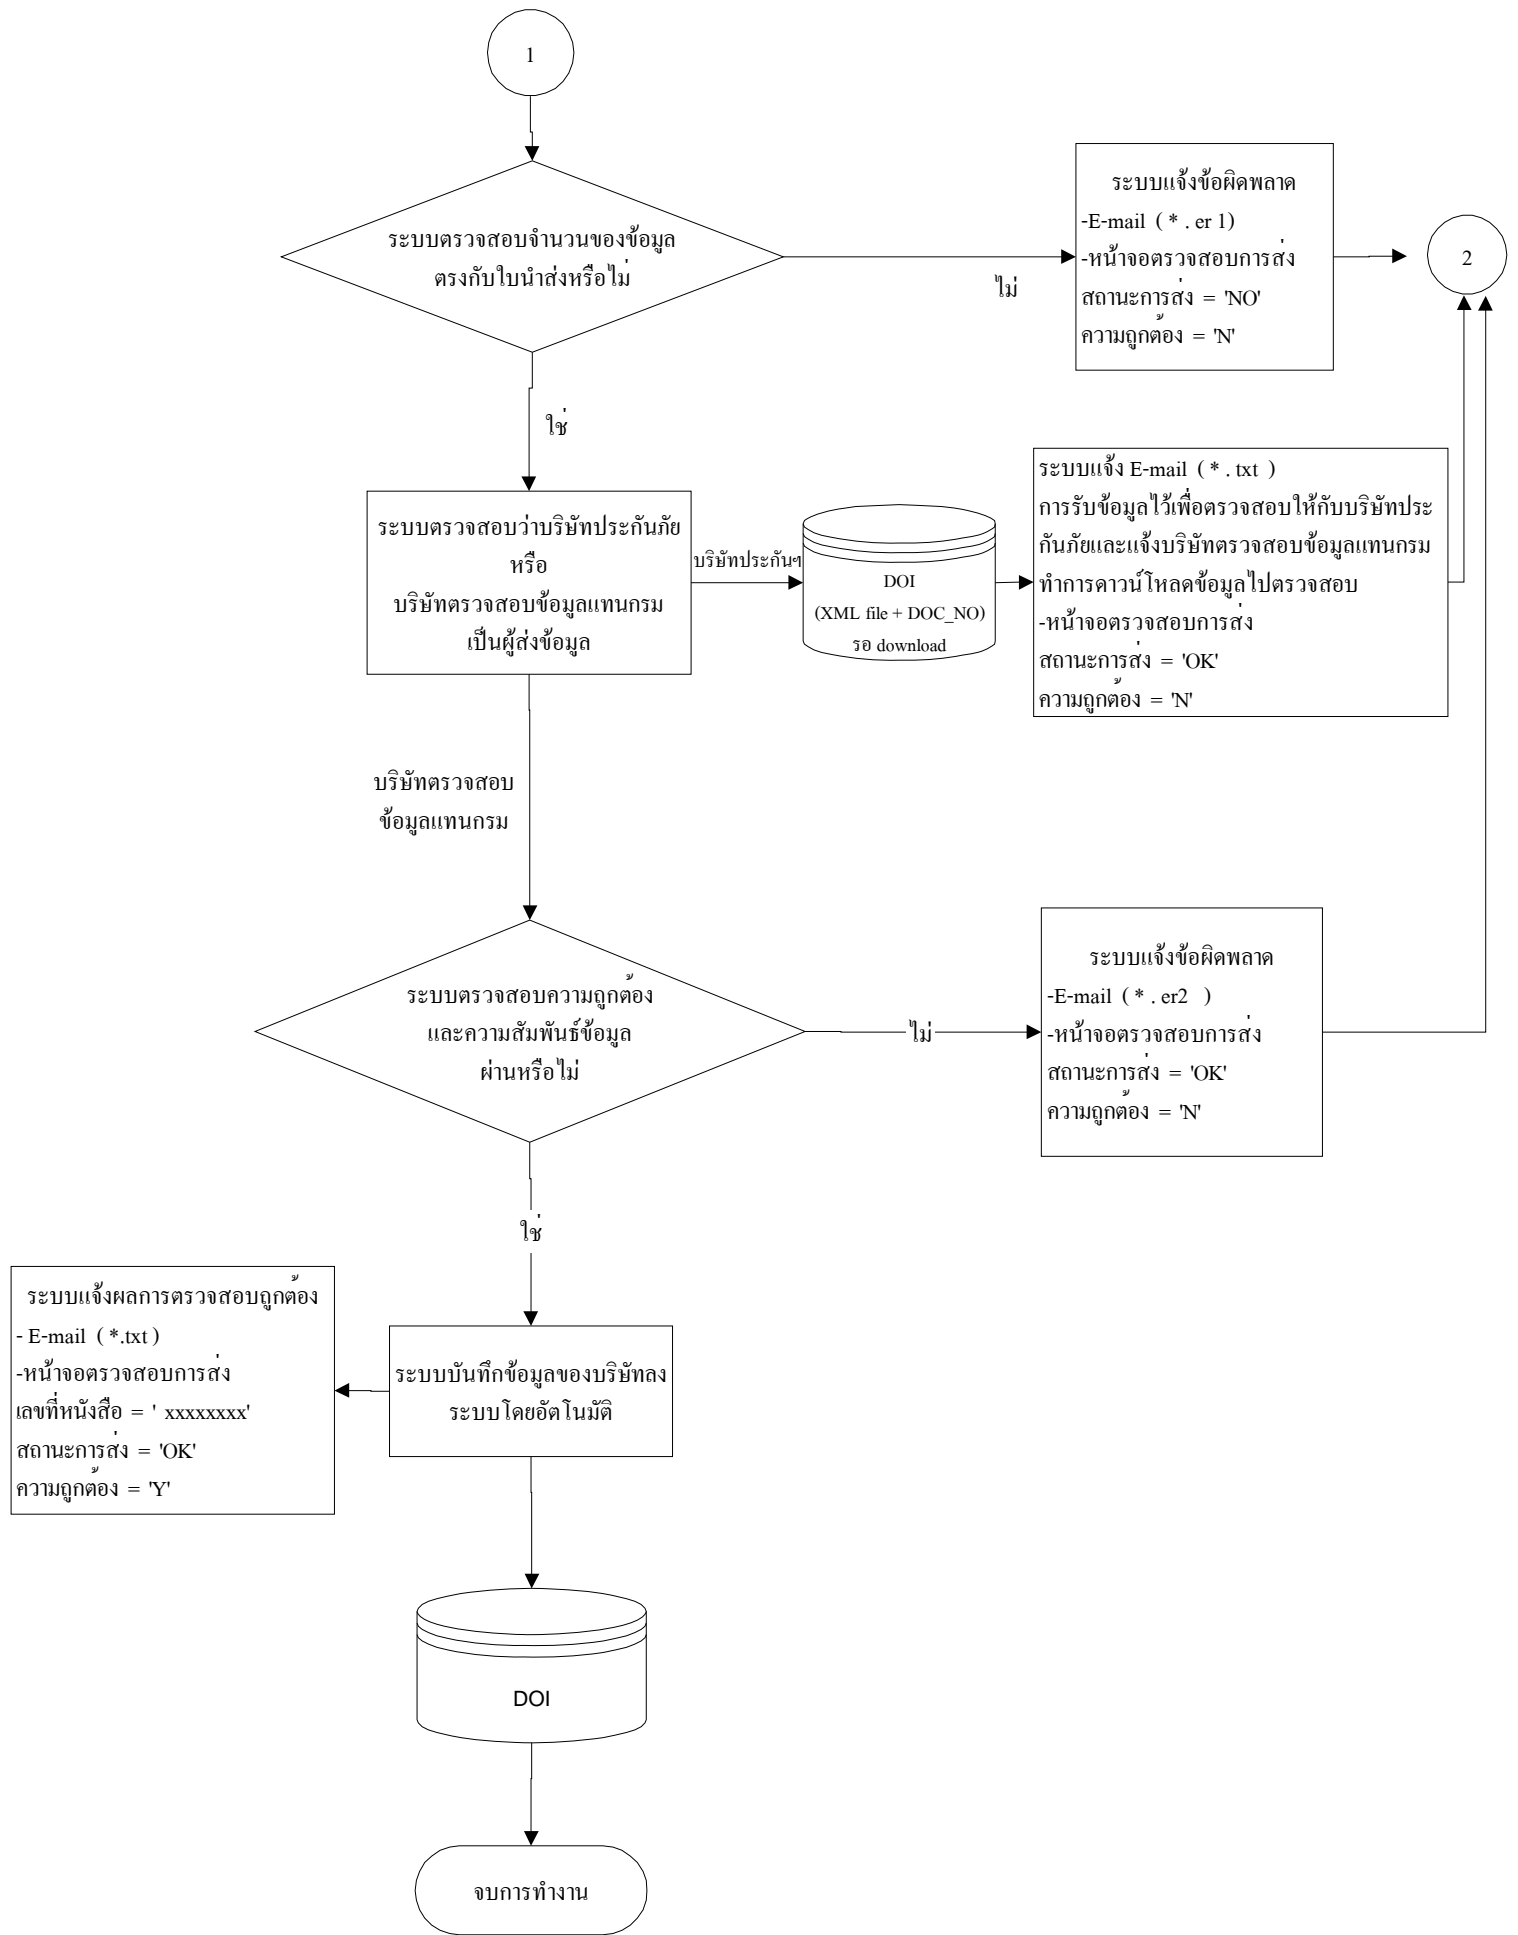 1
ระบบตรวจสอบจำนวนของข้อมูล
ตรงกับใบนำส่งหรือไม่
ไม่
ระบบแจ้งข้อผิดพลาด
-E-mail ( * . er 1)
-หน้าจอตรวจสอบการส่ง
สถานะการส่ง = 'NO'
ความถูกต้อง = 'N'
2
ใช่
ระบบตรวจสอบว่าบริษัทประกันภัย
หรือ
บริษัทตรวจสอบข้อมูลแทนกรม
เป็นผู้ส่งข้อมูล
บริษัทประกันฯ
DOI
(XML file + DOC_NO)
รอ download
ระบบแจ้ง E-mail ( * . txt )
การรับข้อมูลไว้เพื่อตรวจสอบให้กับบริษัทประ
กันภัยและแจ้งบริษัทตรวจสอบข้อมูลแทนกรม
ทำการดาวน์โหลดข้อมูลไปตรวจสอบ
-หน้าจอตรวจสอบการส่ง
สถานะการส่ง = 'OK'
ความถูกต้อง = 'N'
บริษัทตรวจสอบ
ข้อมูลแทนกรม
ระบบตรวจสอบความถูกต้อง
และความสัมพันธ์ข้อมูล
ผ่านหรือไม่
ไม่
ระบบแจ้งข้อผิดพลาด
-E-mail ( * . er2 )
-หน้าจอตรวจสอบการส่ง
สถานะการส่ง = 'OK'
ความถูกต้อง = 'N'
ใช่
ระบบแจ้งผลการตรวจสอบถูกต้อง
- E-mail ( *.txt )
-หน้าจอตรวจสอบการส่ง
เลขที่หนังสือ = ' xxxxxxxx'
สถานะการส่ง = 'OK'
ความถูกต้อง = 'Y'
ระบบบันทึกข้อมูลของบริษัทลง
ระบบโดยอัตโนมัติ
DOI
จบการทำงาน